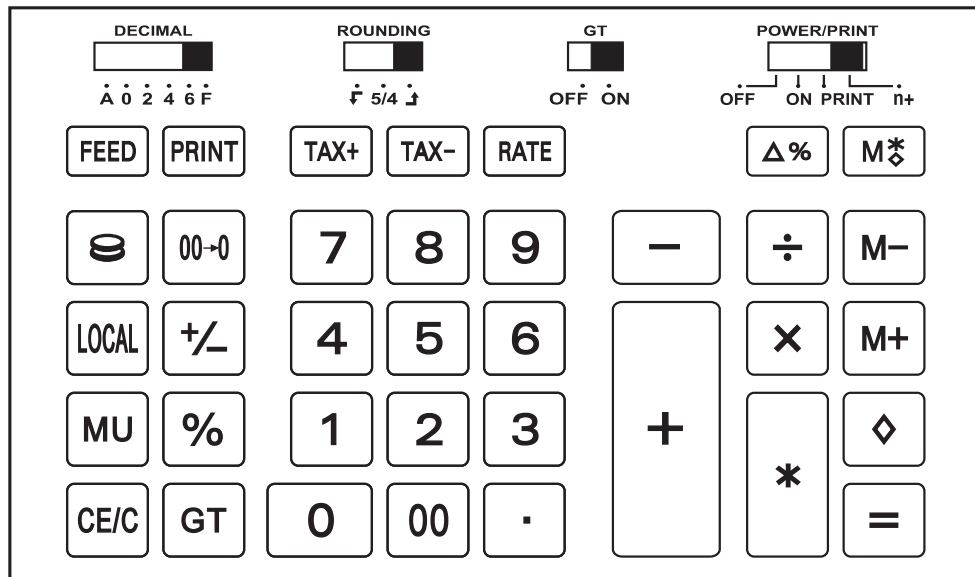 DECIMAL ROUNDING GT POWER/PRINT
A 0 2 4 6 F 5/4 OFF ON OFF ON PRINT n+
FEED PRINT TAX+ TAX− RATE △% M*◇
00→0 7 8 9 − ÷ M−
LOCAL +/− 4 5 6 × M+
MU % 1 2 3 + ◇
CE/C GT 0 00 . * =